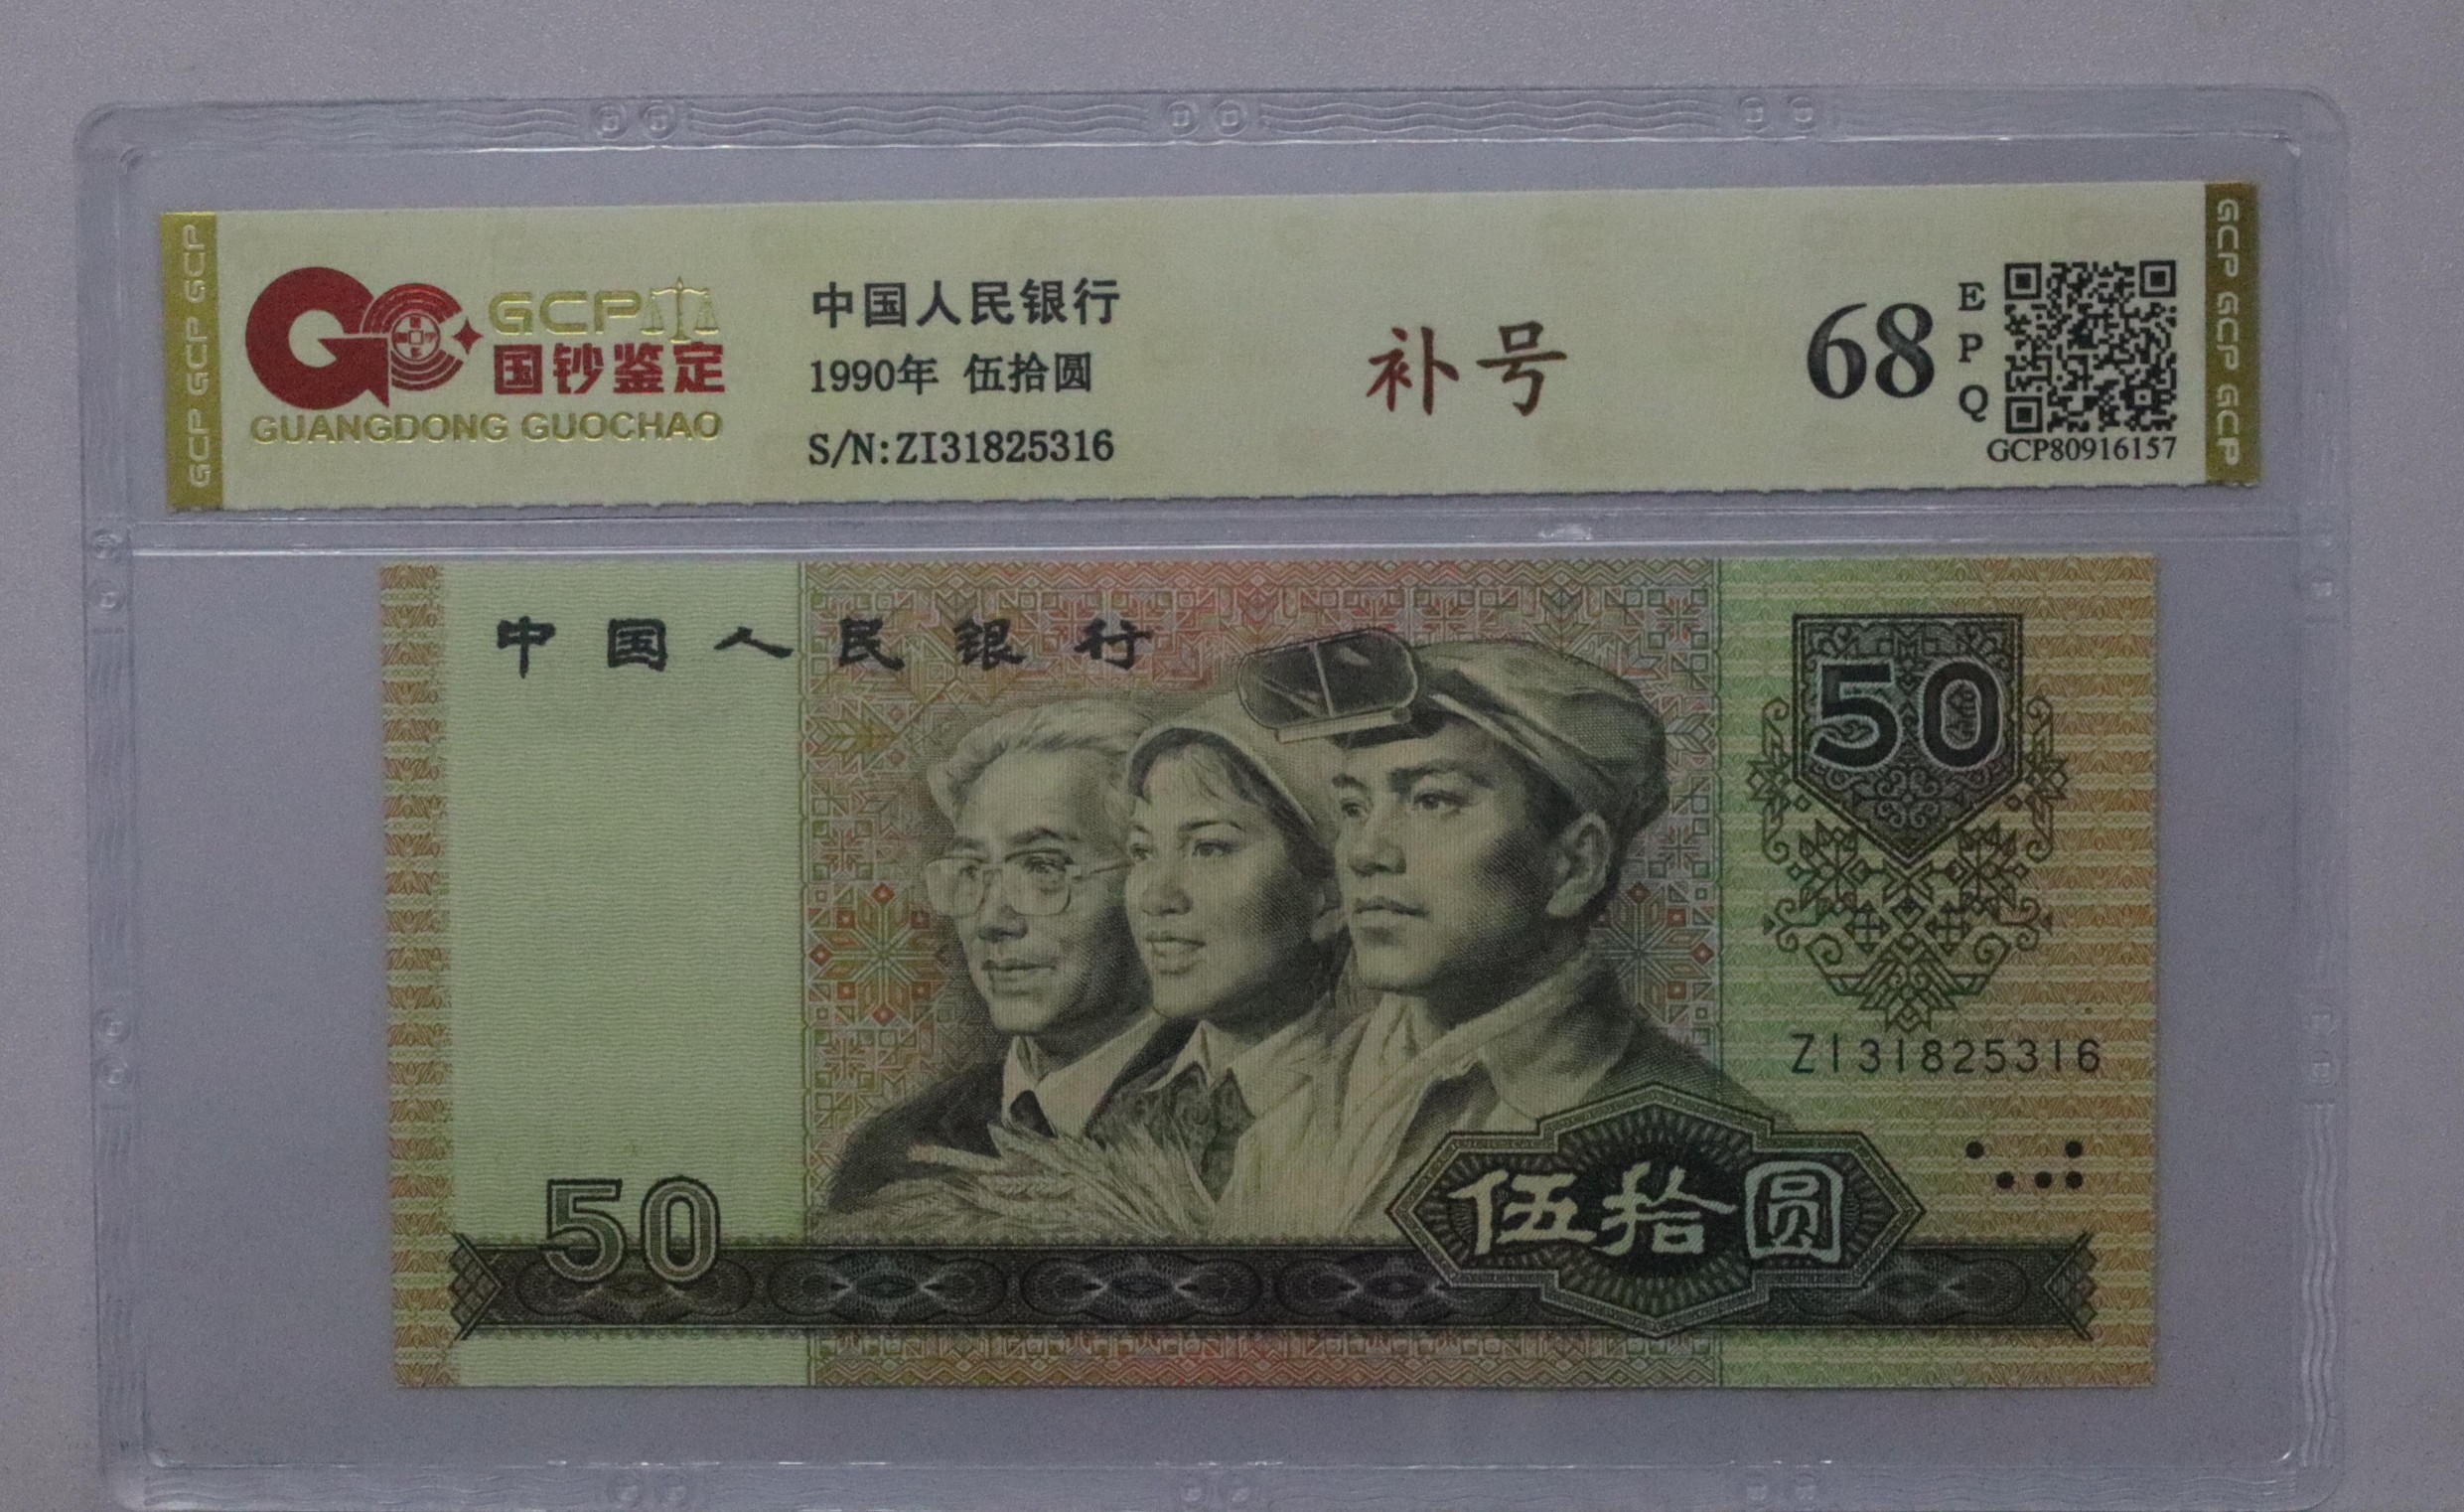 GCP
国钞鉴定
GUANGDONG GUOCHAO
中国人民银行
1990年 伍拾圆
S/N:ZI31825316
补号
68
EPQ
GCP80916157
GCP GCP GCP
GCP GCP GCP
中国人民银行
50
ZI31825316
50
伍拾圆